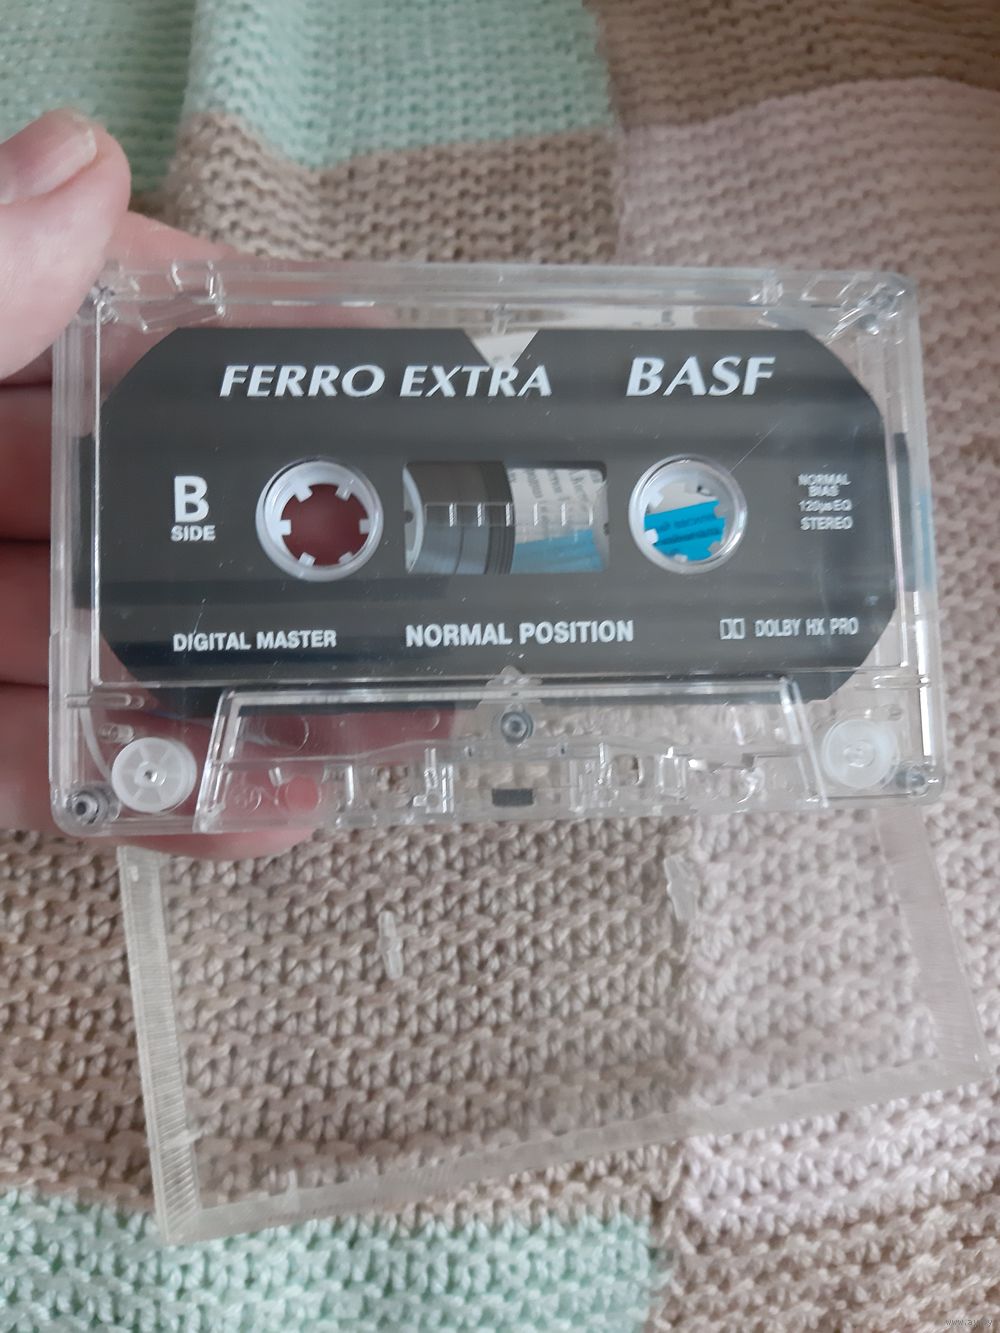 FERRO EXTRA BASF
B
SIDE
NORMAL
BIAS
120µs EQ
STEREO
DIGITAL MASTER
NORMAL POSITION
DOLBY HX PRO